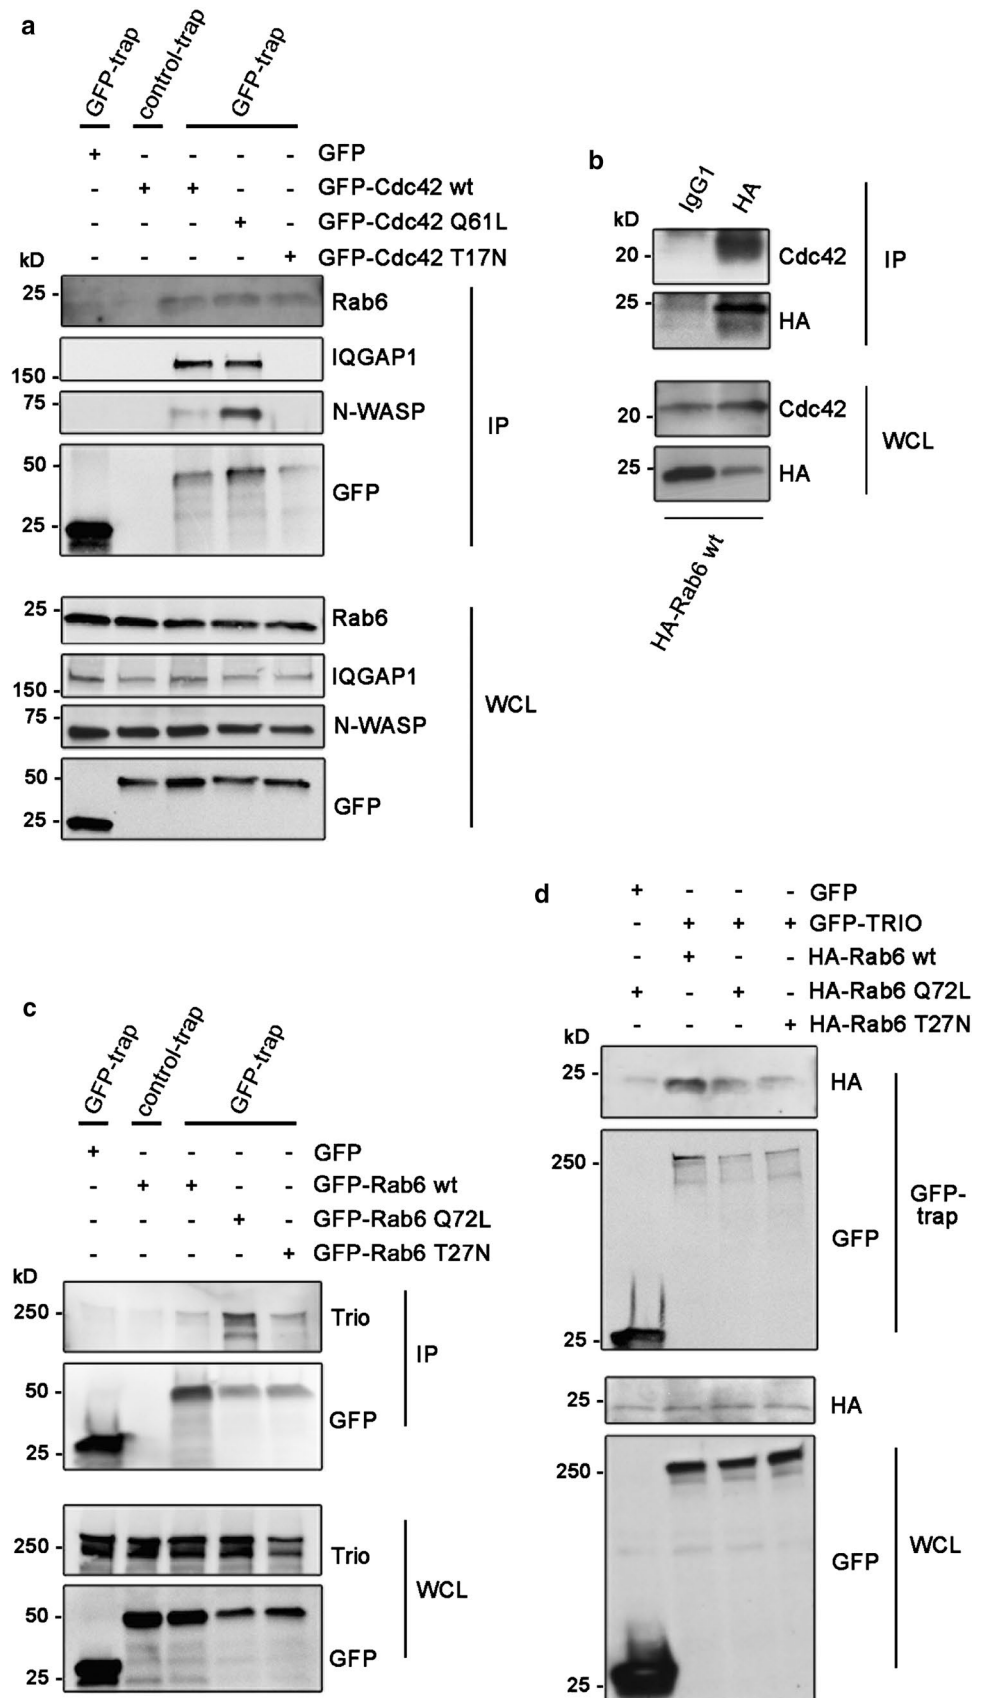 a
GFP-trap control-trap GFP-trap
+ - - - - GFP
- + + - - GFP-Cdc42 wt
- - - + - GFP-Cdc42 Q61L
- - - - + GFP-Cdc42 T17N
kD
25 - Rab6
150 - IQGAP1
75 - N-WASP
50 -
GFP
25 -
IP
25 - Rab6
150 - IQGAP1
75 - N-WASP
50 -
GFP
25 -
WCL
b
IgG1 HA
kD
20 - Cdc42
25 - HA
IP
20 - Cdc42
25 - HA
WCL
HA-Rab6 wt
c
GFP-trap control-trap GFP-trap
+ - - - - GFP
- + + - - GFP-Rab6 wt
- - - + - GFP-Rab6 Q72L
- - - - + GFP-Rab6 T27N
kD
250 - Trio
50 -
GFP
25 -
IP
250 - Trio
50 -
GFP
25 -
WCL
d
+ - - - GFP
- + + + GFP-TRIO
- + - - HA-Rab6 wt
+ - + - HA-Rab6 Q72L
- - - + HA-Rab6 T27N
kD
25 - HA
250 -
GFP
25 -
GFP-
trap
25 - HA
250 -
GFP
25 -
WCL